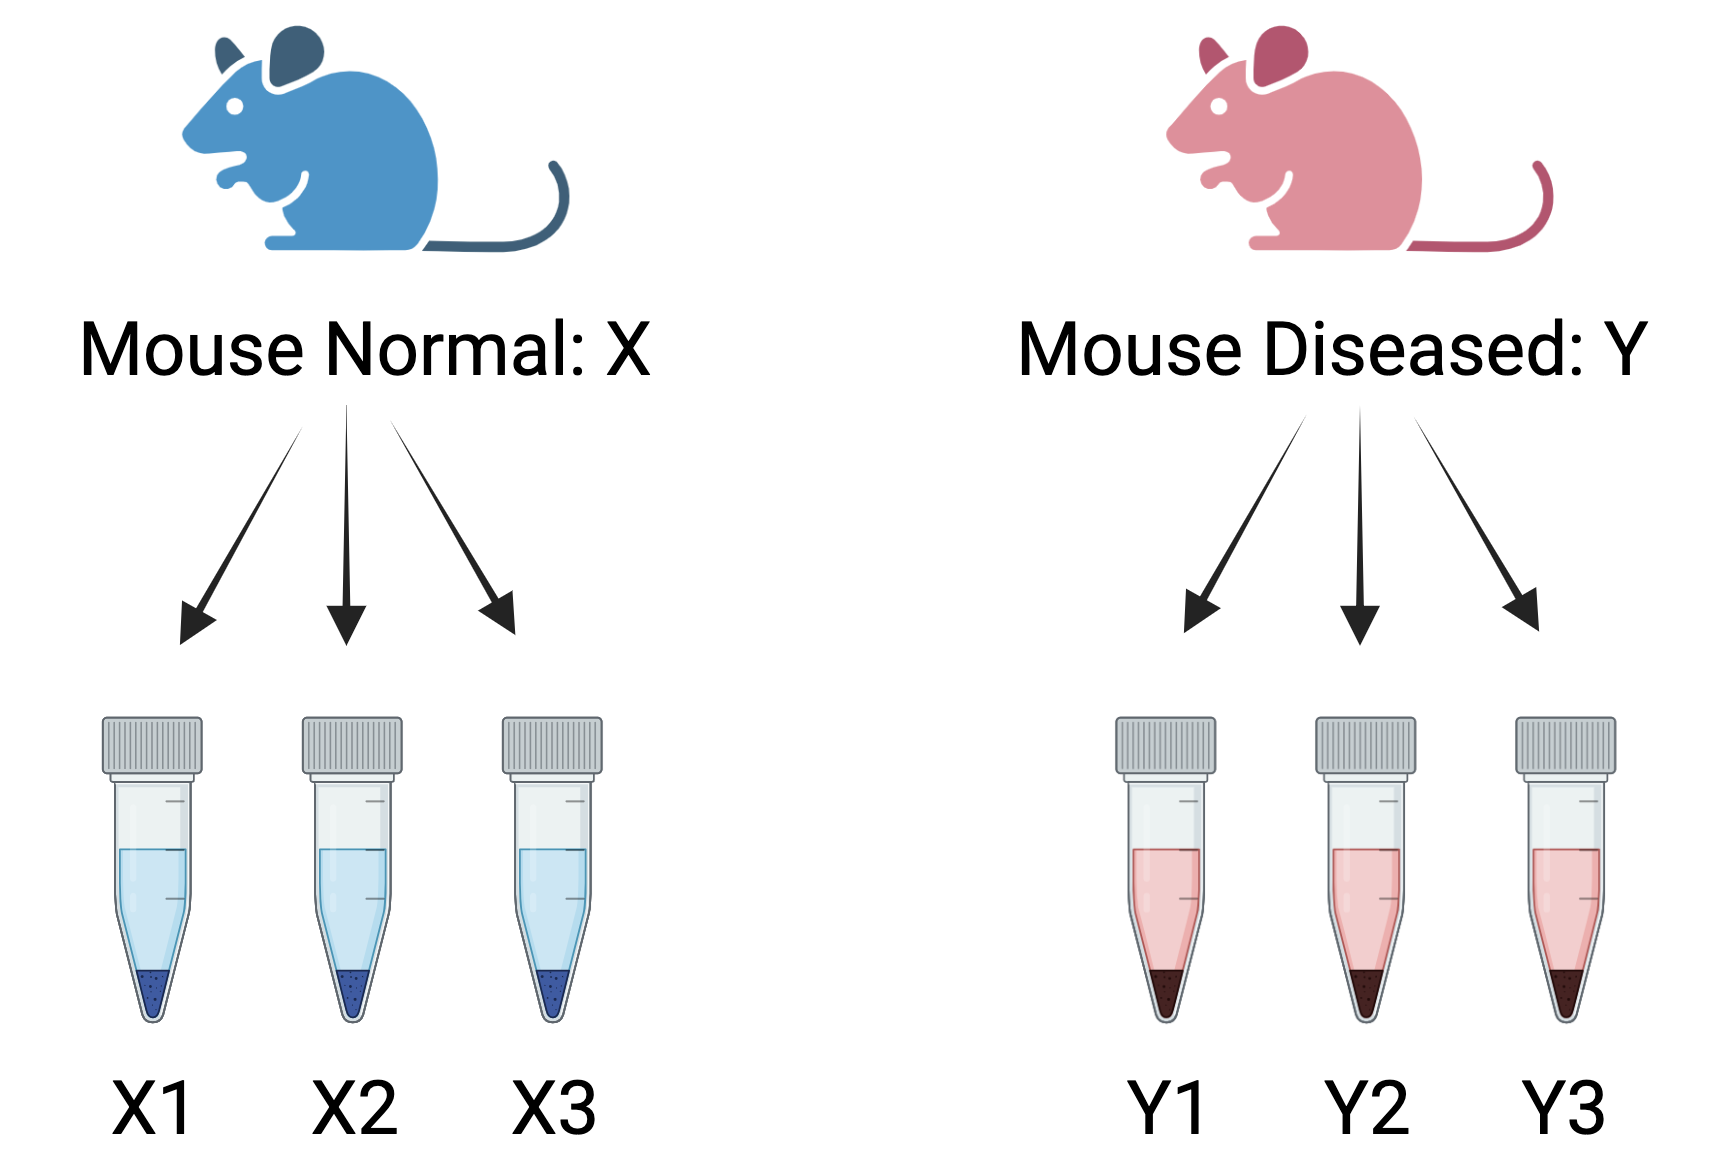 Mouse Normal: X
Mouse Diseased: Y
X1
X2
X3
Y1
Y2
Y3